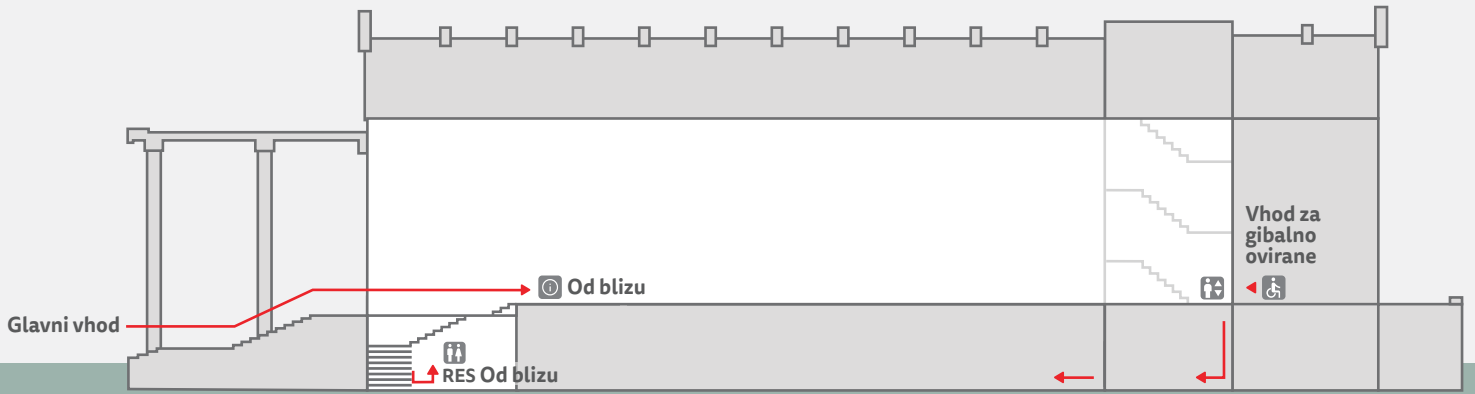 Vhod za
gibalno
ovirane
Od blizu
Glavni vhod
RES Od blizu